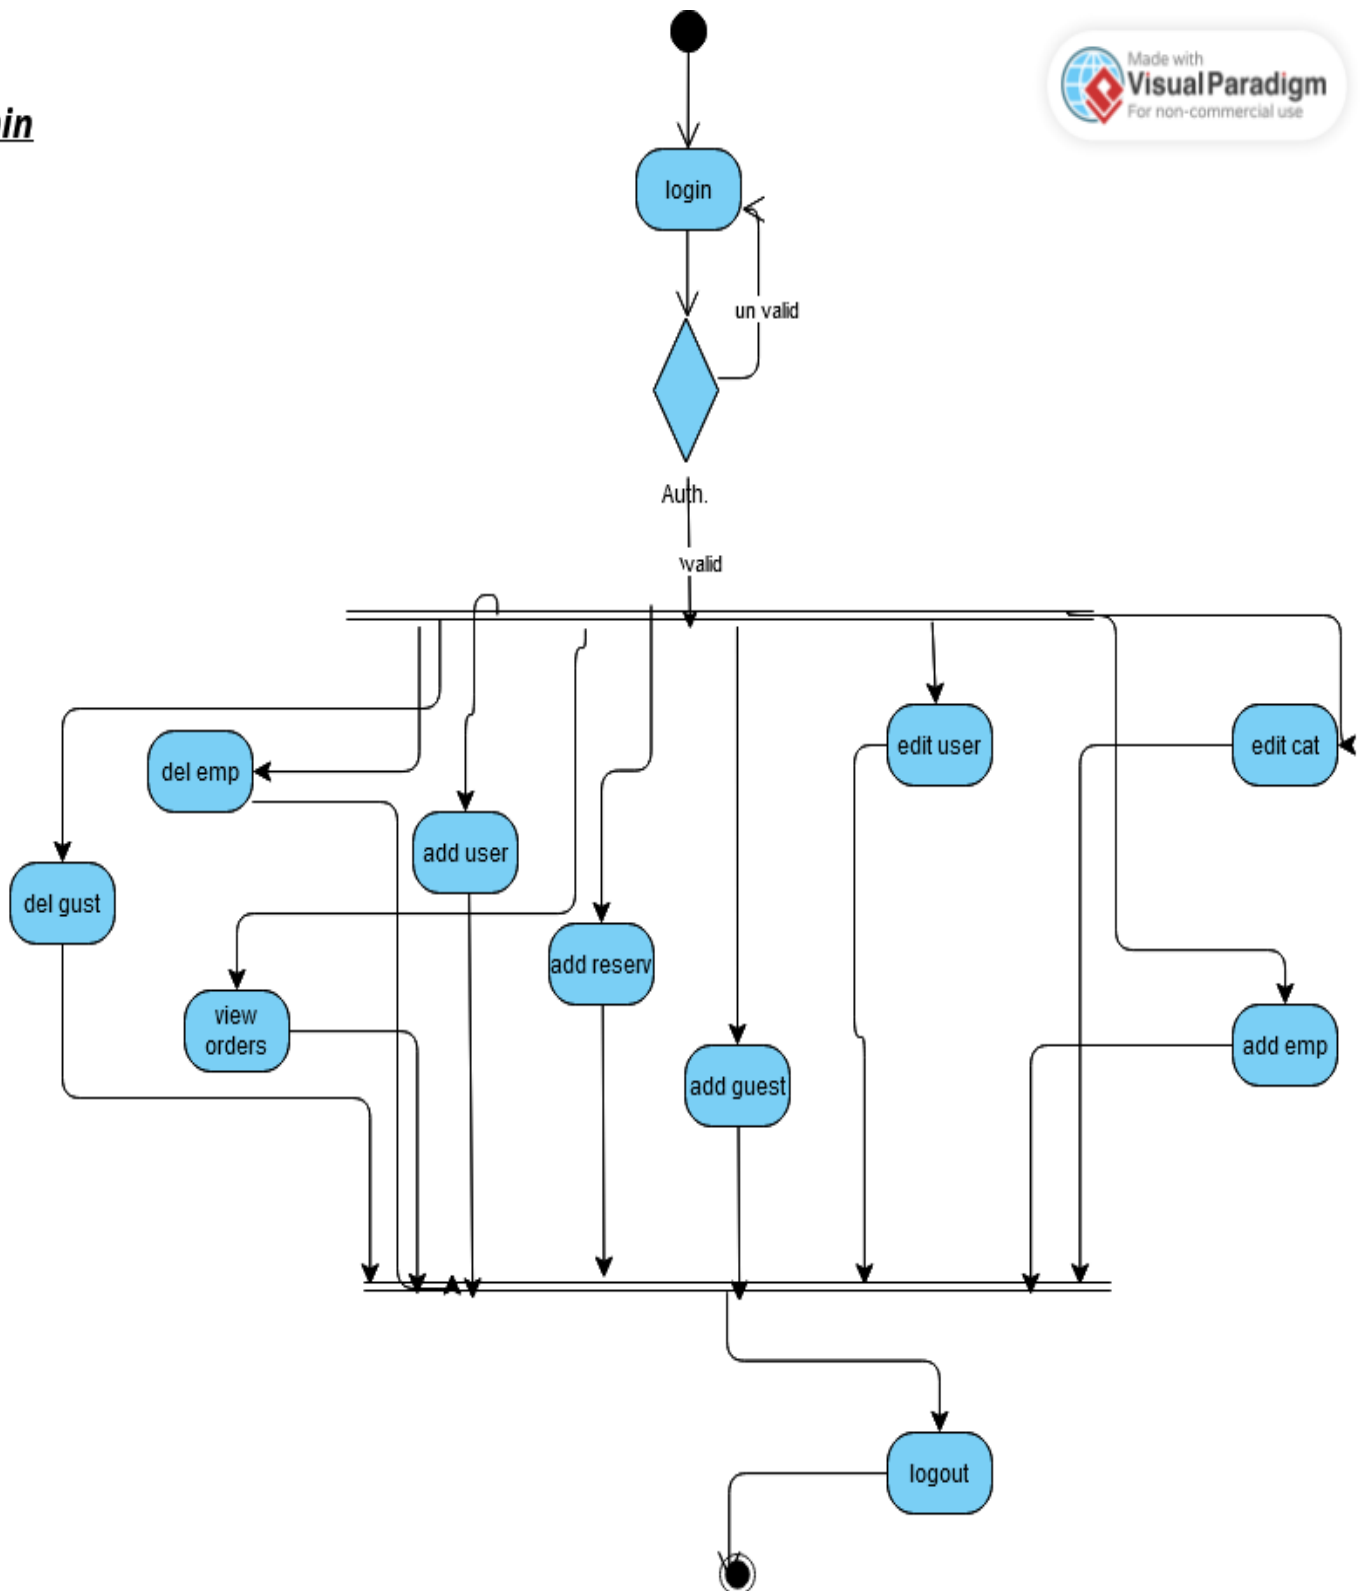 Made with
Visual Paradigm
For non-commercial use
in
login
un valid
Auth.
valid
edit user
edit cat
del emp
add user
del gust
add reserv
view
orders
add guest
add emp
logout